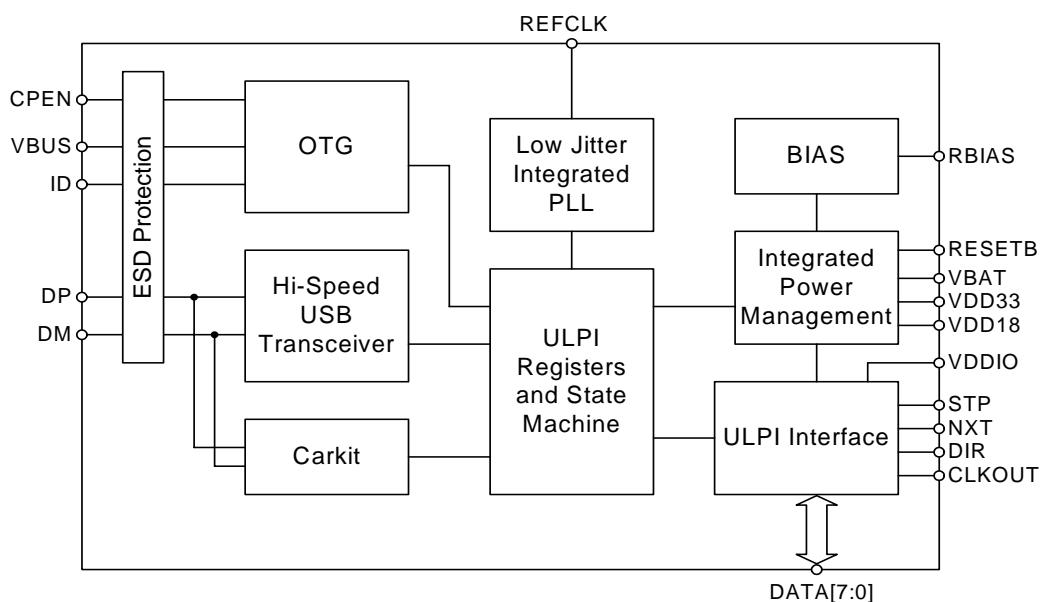 REFCLK
CPEN
VBUS
ID
DP
DM
ESD Protection
OTG
Hi-Speed
USB
Transceiver
Carkit
Low Jitter
Integrated
PLL
ULPI
Registers
and State
Machine
BIAS
Integrated
Power
Management
ULPI Interface
RBIAS
RESETB
VBAT
VDD33
VDD18
VDDIO
STP
NXT
DIR
CLKOUT
DATA[7:0]